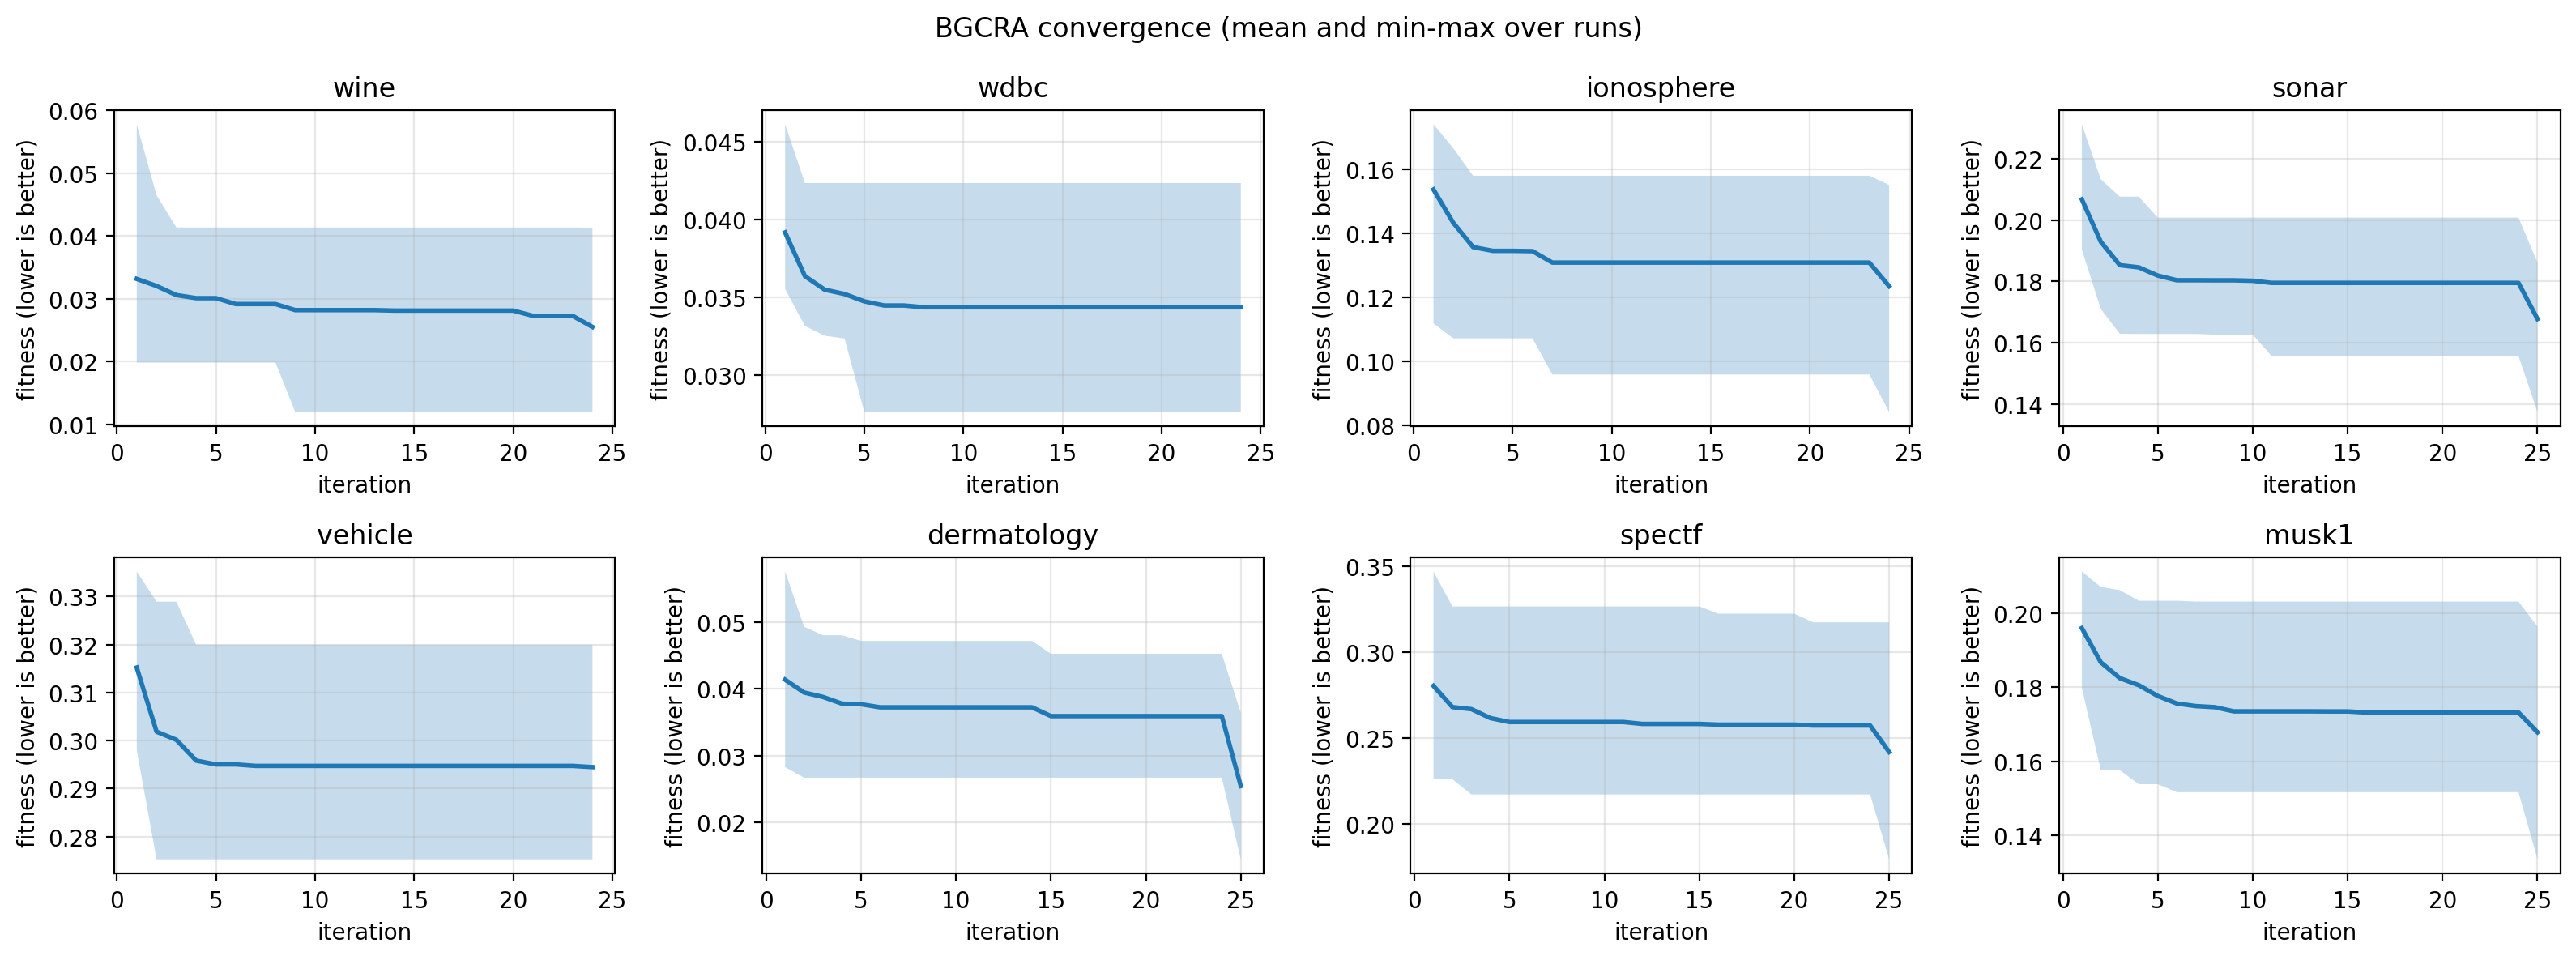 BGCRA convergence (mean and min-max over runs)
wine
fitness (lower is better)
0.06
0.05
0.04
0.03
0.02
0.01
0 5 10 15 20 25
iteration
wdbc
fitness (lower is better)
0.045
0.040
0.035
0.030
0 5 10 15 20 25
iteration
ionosphere
fitness (lower is better)
0.16
0.14
0.12
0.10
0.08
0 5 10 15 20 25
iteration
sonar
fitness (lower is better)
0.22
0.20
0.18
0.16
0.14
0 5 10 15 20 25
iteration
vehicle
fitness (lower is better)
0.33
0.32
0.31
0.30
0.29
0.28
0 5 10 15 20 25
iteration
dermatology
fitness (lower is better)
0.05
0.04
0.03
0.02
0 5 10 15 20 25
iteration
spectf
fitness (lower is better)
0.35
0.30
0.25
0.20
0 5 10 15 20 25
iteration
musk1
fitness (lower is better)
0.20
0.18
0.16
0.14
0 5 10 15 20 25
iteration